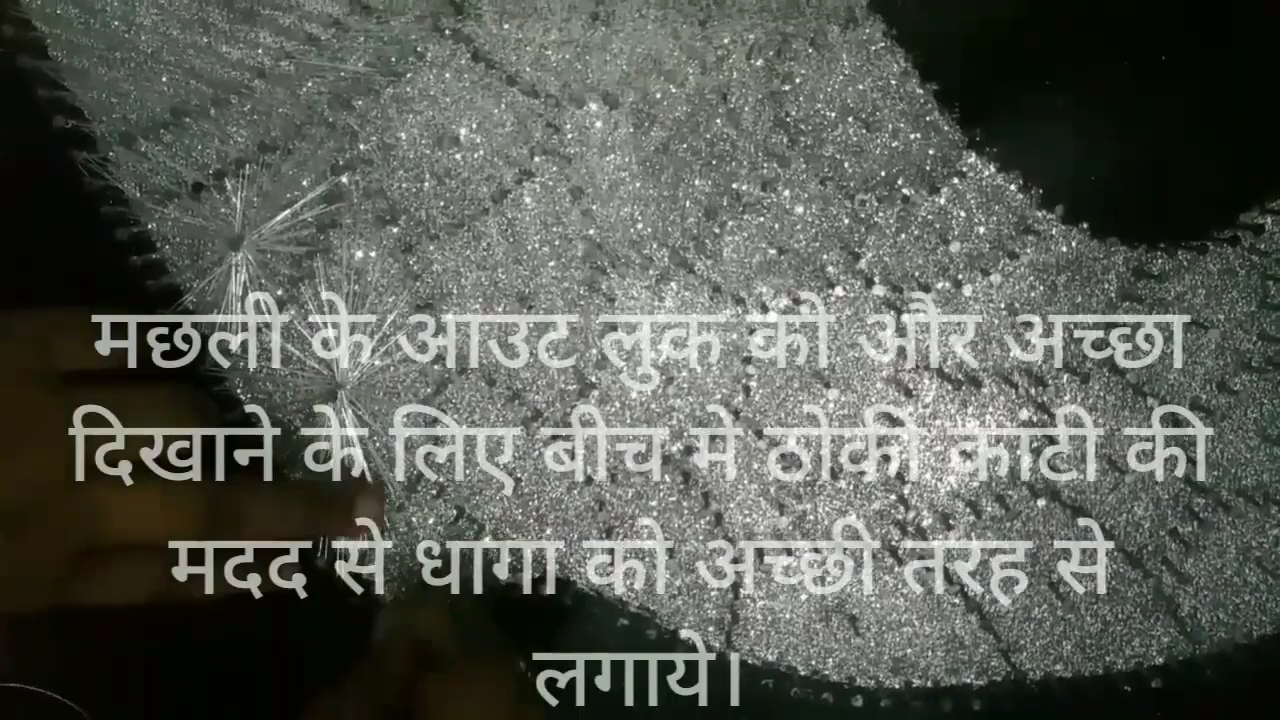 मछली के आउट लुक को और अच्छा
दिखाने के लिए बीच मे ठोकी काटी की
मदद से धागा को अच्छी तरह से
लगाये।